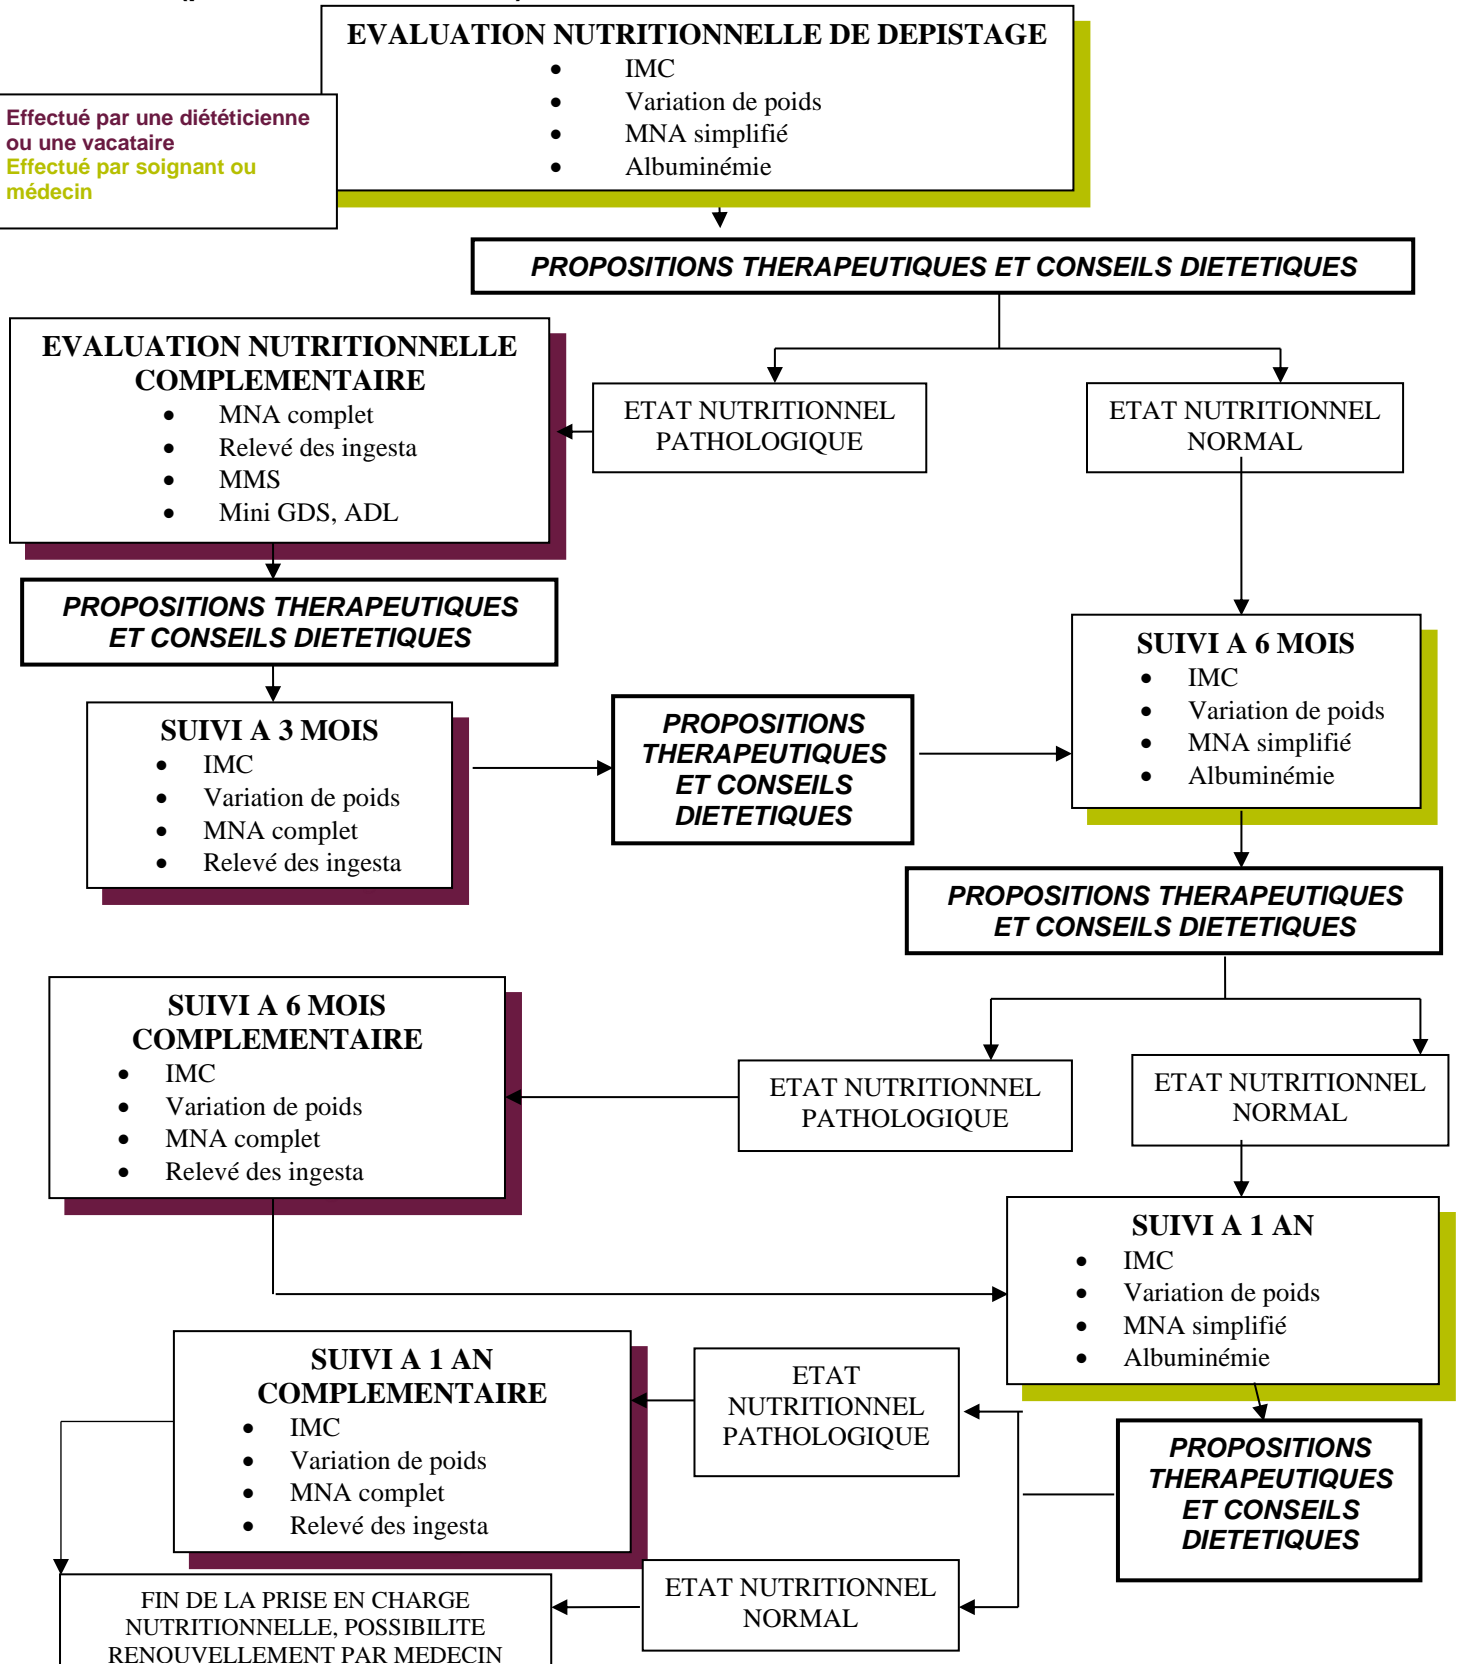 EVALUATION NUTRITIONNELLE DE DEPISTAGE
• IMC
• Variation de poids
• MNA simplifié
• Albuminémie
Effectué par une diététicienne
ou une vacataire
Effectué par soignant ou
médecin
PROPOSITIONS THERAPEUTIQUES ET CONSEILS DIETETIQUES
EVALUATION NUTRITIONNELLE
COMPLEMENTAIRE
• MNA complet
• Relevé des ingesta
• MMS
• Mini GDS, ADL
ETAT NUTRITIONNEL
PATHOLOGIQUE
ETAT NUTRITIONNEL
NORMAL
PROPOSITIONS THERAPEUTIQUES
ET CONSEILS DIETETIQUES
SUIVI A 3 MOIS
• IMC
• Variation de poids
• MNA complet
• Relevé des ingesta
PROPOSITIONS
THERAPEUTIQUES
ET CONSEILS
DIETETIQUES
SUIVI A 6 MOIS
• IMC
• Variation de poids
• MNA simplifié
• Albuminémie
PROPOSITIONS THERAPEUTIQUES
ET CONSEILS DIETETIQUES
SUIVI A 6 MOIS
COMPLEMENTAIRE
• IMC
• Variation de poids
• MNA complet
• Relevé des ingesta
ETAT NUTRITIONNEL
PATHOLOGIQUE
ETAT NUTRITIONNEL
NORMAL
SUIVI A 1 AN
• IMC
• Variation de poids
• MNA simplifié
• Albuminémie
SUIVI A 1 AN
COMPLEMENTAIRE
• IMC
• Variation de poids
• MNA complet
• Relevé des ingesta
ETAT
NUTRITIONNEL
PATHOLOGIQUE
PROPOSITIONS
THERAPEUTIQUES
ET CONSEILS
DIETETIQUES
ETAT NUTRITIONNEL
NORMAL
FIN DE LA PRISE EN CHARGE
NUTRITIONNELLE, POSSIBILITE
RENOUVELLEMENT PAR MEDECIN